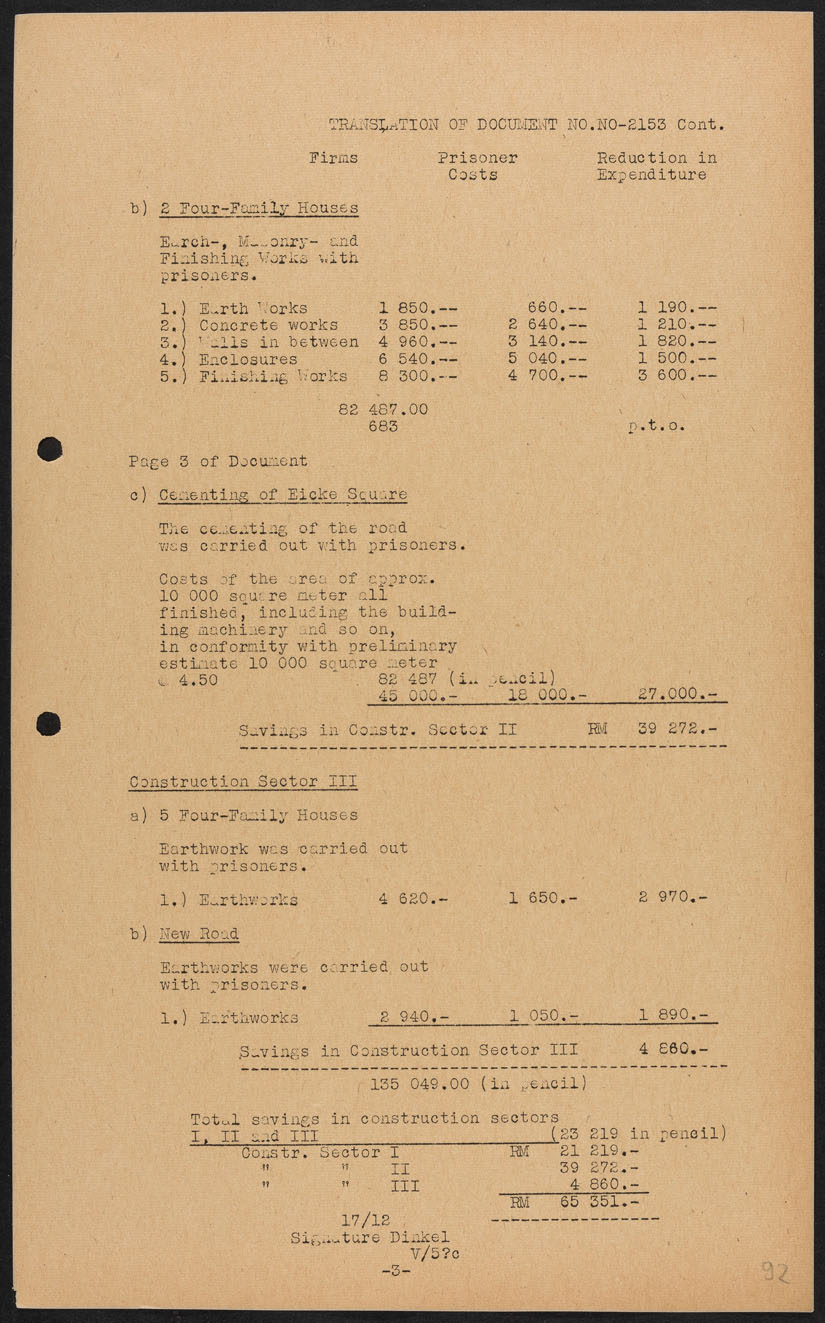 TRANSLATION OF DOCUMENT NO.NO-2153 Cont.
Firms Prisoner Costs Reduction in Expenditure
b) 2 Four-Family Houses
Earch-, Masonry- and
Finishing Works with
prisoners.
1.) Earth Works 1 850.-- 660.-- 1 190.--
2.) Concrete works 3 850.-- 2 640.-- 1 210.--
3.) Walls in between 4 960.-- 3 140.-- 1 820.--
4.) Enclosures 6 540.-- 5 040.-- 1 500.--
5.) Finishing Works 8 300.-- 4 700.-- 3 600.--
82 487.00
683 p.t.o.
Page 3 of Document
c) Cementing of Eicke Square
The cementing of the road
was carried out with prisoners.
Costs of the area of approx.
10 000 square meter all
finished, including the build-
ing machinery and so on,
in conformity with preliminary
estimate 10 000 square meter
4.50 82 487 (in pencil)
45 000.- 18 000.- 27.000.-
Savings in Constr. Sector II RM 39 272.-
Construction Sector III
a) 5 Four-Family Houses
Earthwork was carried out
with prisoners.
1.) Earthworks 4 620.- 1 650.- 2 970.-
b) New Road
Earthworks were carried out
with prisoners.
1.) Earthworks 2 940.- 1 050.- 1 890.-
Savings in Construction Sector III 4 860.-
135 049.00 (in pencil)
Total savings in construction sectors
I, II and III (23 219 in pencil)
Constr. Sector I RM 21 219.-
" " II 39 272.-
" " III 4 860.-
RM 65 351.-
17/12
Signature Dinkel
V/5?c
-3-
92